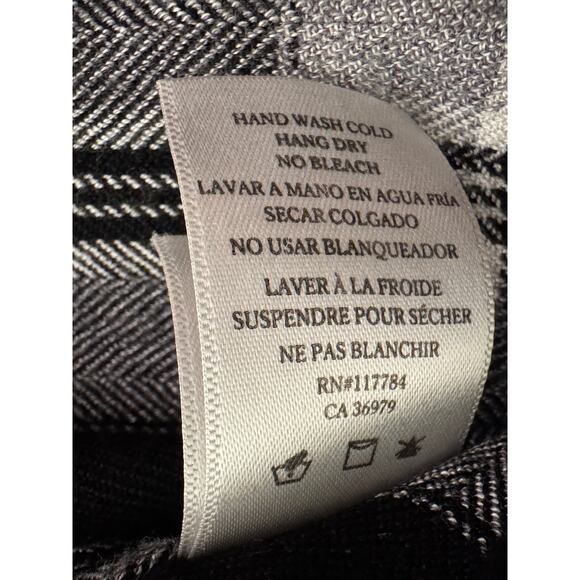 HAND WASH COLD
HANG DRY
NO BLEACH
LAVAR A MANO EN AGUA FRÍA
SECAR COLGADO
NO USAR BLANQUEADOR
LAVER À LA FROIDE
SUSPENDRE POUR SÉCHER
NE PAS BLANCHIR
RN#117784
CA 36979